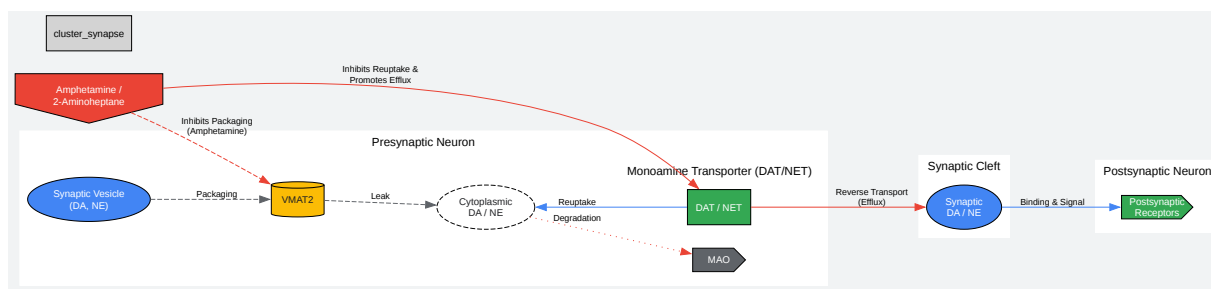 cluster_synapse
Amphetamine /
2-Aminoheptane
Inhibits Reuptake &
Promotes Efflux
Inhibits Packaging
(Amphetamine)
Presynaptic Neuron
Synaptic Vesicle
(DA, NE)
Packaging
VMAT2
Leak
Cytoplasmic
DA / NE
Reuptake
Degradation
Monoamine Transporter (DAT/NET)
DAT / NET
MAO
Reverse Transport
(Efflux)
Synaptic Cleft
Synaptic
DA / NE
Binding & Signal
Postsynaptic Neuron
Postsynaptic
Receptors